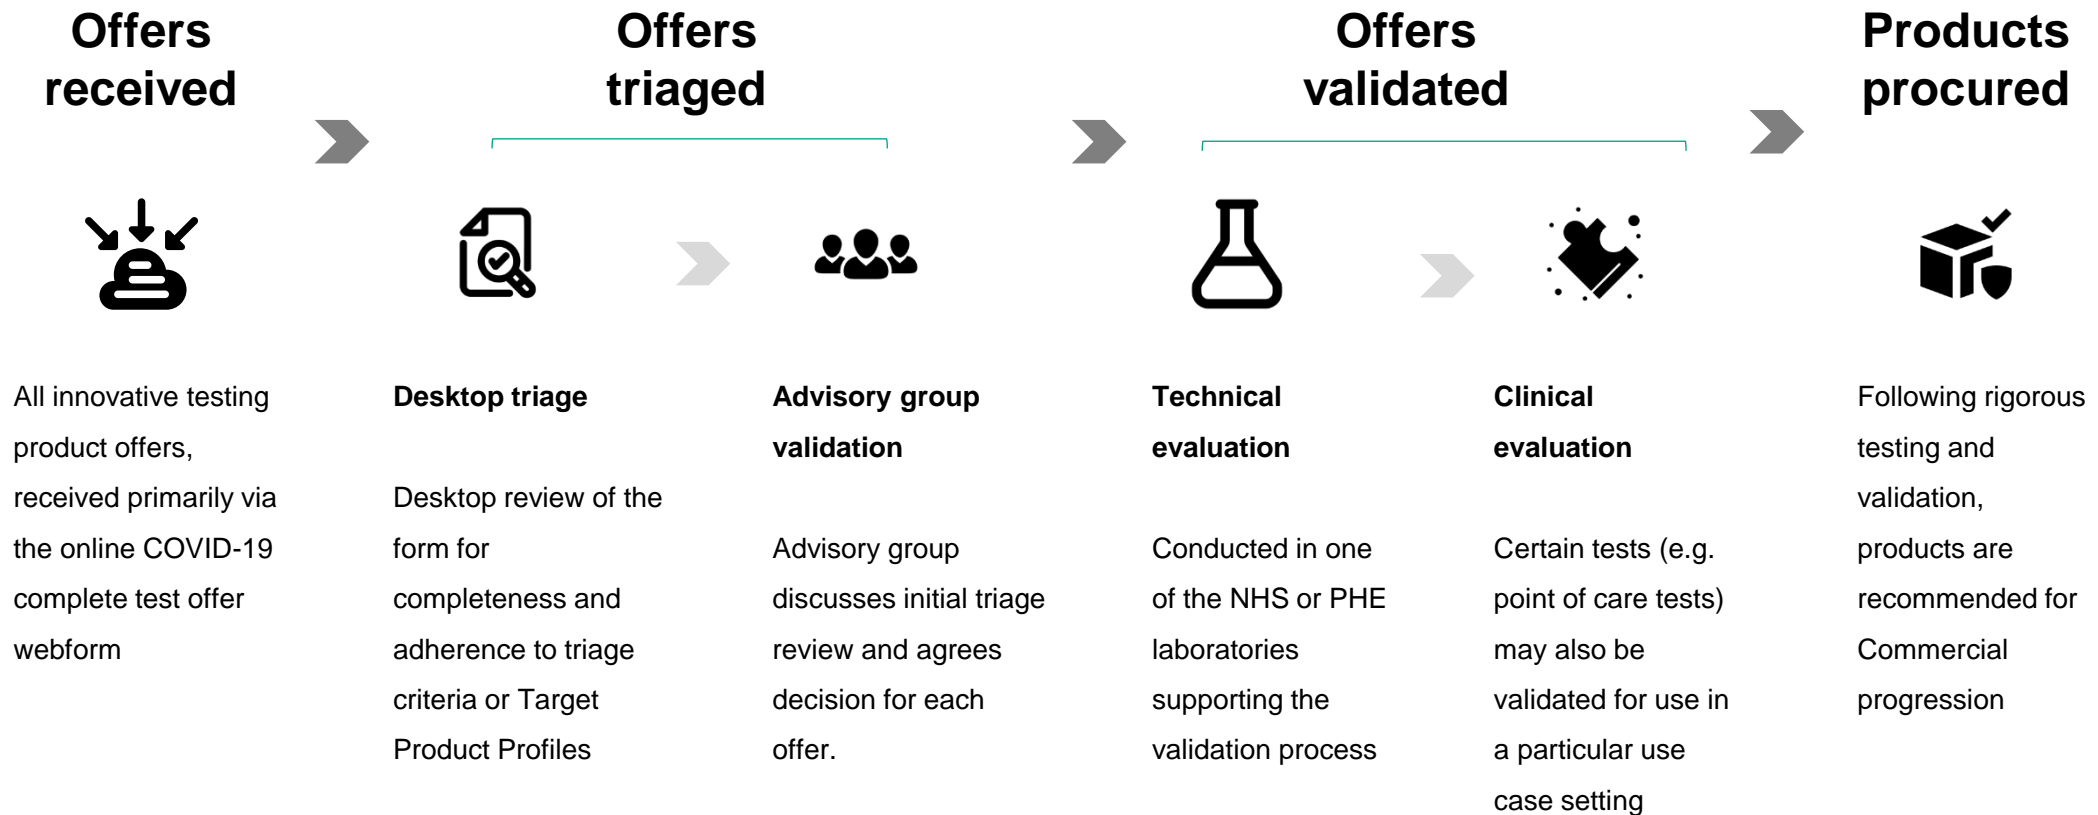 Offers
received
Offers
triaged
Offers
validated
Products
procured
All innovative testing
product offers,
received primarily via
the online COVID-19
complete test offer
webform
Desktop triage
Desktop review of the
form for
completeness and
adherence to triage
criteria or Target
Product Profiles
Advisory group
validation
Advisory group
discusses initial triage
review and agrees
decision for each
offer.
Technical
evaluation
Conducted in one
of the NHS or PHE
laboratories
supporting the
validation process
Clinical
evaluation
Certain tests (e.g.
point of care tests)
may also be
validated for use in
a particular use
case setting
Following rigorous
testing and
validation,
products are
recommended for
Commercial
progression